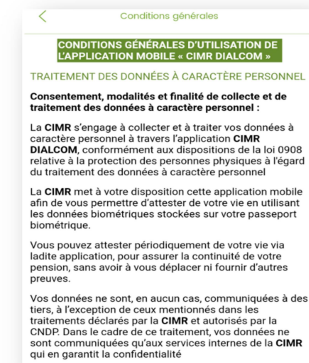 Conditions générales
CONDITIONS GÉNÉRALES D'UTILISATION DE
L'APPLICATION MOBILE « CIMR DIALCOM »
TRAITEMENT DES DONNÉES À CARACTÈRE PERSONNEL
Consentement, modalités et finalité de collecte et de
traitement des données à caractère personnel :
La CIMR s'engage à collecter et à traiter vos données à
caractère personnel à travers l'application CIMR
DIALCOM, conformément aux dispositions de la loi 0908
relative à la protection des personnes physiques à l'égard
du traitement des données à caractère personnel
La CIMR met à votre disposition cette application mobile
afin de vous permettre d'attester de votre vie en utilisant
les données biométriques stockées sur votre passeport
biométrique.
Vous pouvez attester périodiquement de votre vie via
ladite application, pour assurer la continuité de votre
pension, sans avoir à vous déplacer ni fournir d'autres
preuves.
Vos données ne sont, en aucun cas, communiquées à des
tiers, à l'exception de ceux mentionnés dans les
traitements déclarés par la CIMR et autorisés par la
CNDP. Dans le cadre de ce traitement, vos données ne
sont communiquées qu'aux services internes de la CIMR
qui en garantit la confidentialité